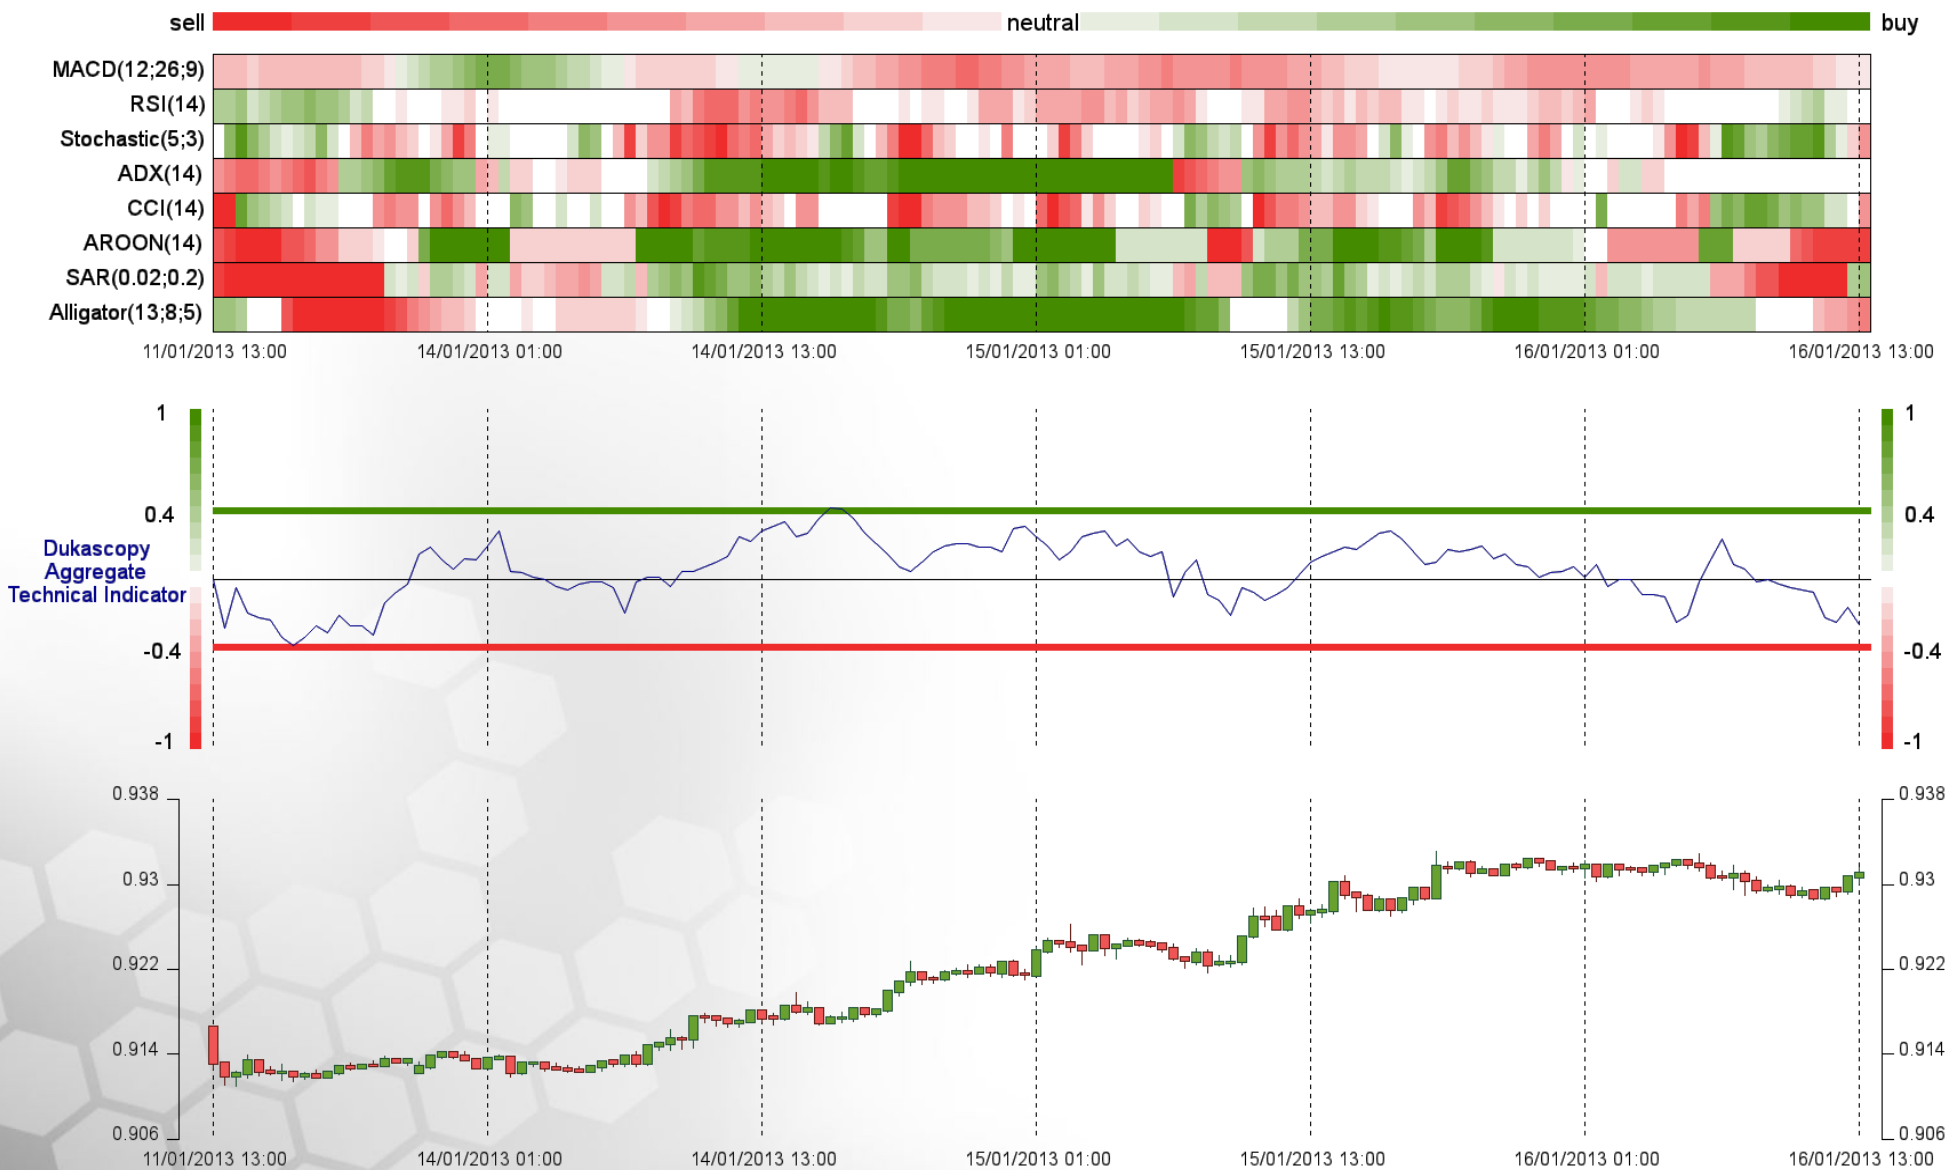 sell neutral buy
MACD(12;26;9)
RSI(14)
Stochastic(5;3)
ADX(14)
CCI(14)
AROON(14)
SAR(0.02;0.2)
Alligator(13;8;5)
11/01/2013 13:00 14/01/2013 01:00 14/01/2013 13:00 15/01/2013 01:00 15/01/2013 13:00 16/01/2013 01:00 16/01/2013 13:00
1 1
0.4 0.4
Dukascopy
Aggregate
Technical Indicator
-0.4 -0.4
-1 -1
0.938 0.938
0.93 0.93
0.922 0.922
0.914 0.914
0.906 0.906
11/01/2013 13:00 14/01/2013 01:00 14/01/2013 13:00 15/01/2013 01:00 15/01/2013 13:00 16/01/2013 01:00 16/01/2013 13:00